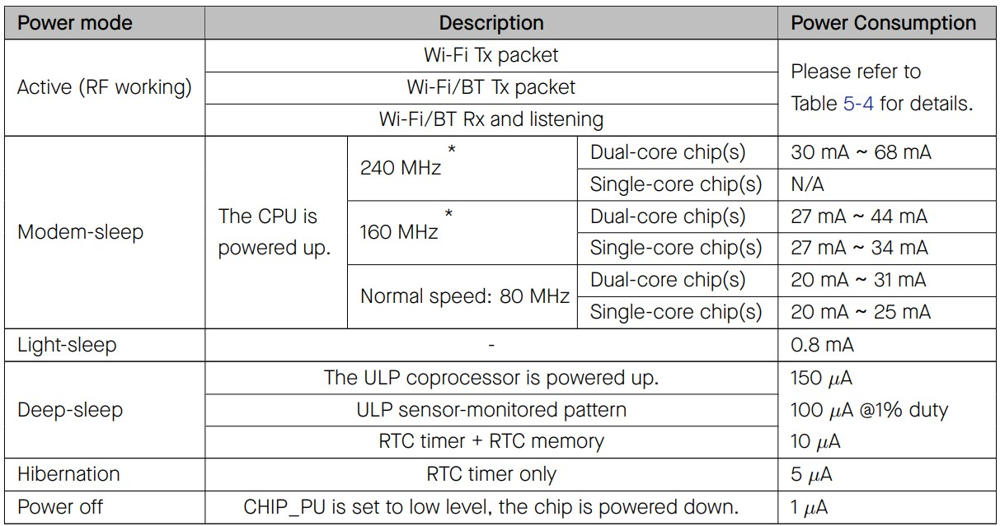 Power mode Description Power Consumption
Active (RF working)
Wi-Fi Tx packet
Wi-Fi/BT Tx packet
Wi-Fi/BT Rx and listening
Please refer to
Table 5-4 for details.
Modem-sleep
The CPU is
powered up.
240 MHz *
Dual-core chip(s) 30 mA ~ 68 mA
Single-core chip(s) N/A
160 MHz *
Dual-core chip(s) 27 mA ~ 44 mA
Single-core chip(s) 27 mA ~ 34 mA
Normal speed: 80 MHz
Dual-core chip(s) 20 mA ~ 31 mA
Single-core chip(s) 20 mA ~ 25 mA
Light-sleep - 0.8 mA
Deep-sleep
The ULP coprocessor is powered up. 150 μA
ULP sensor-monitored pattern 100 μA @1% duty
RTC timer + RTC memory 10 μA
Hibernation RTC timer only 5 μA
Power off CHIP_PU is set to low level, the chip is powered down. 1 μA